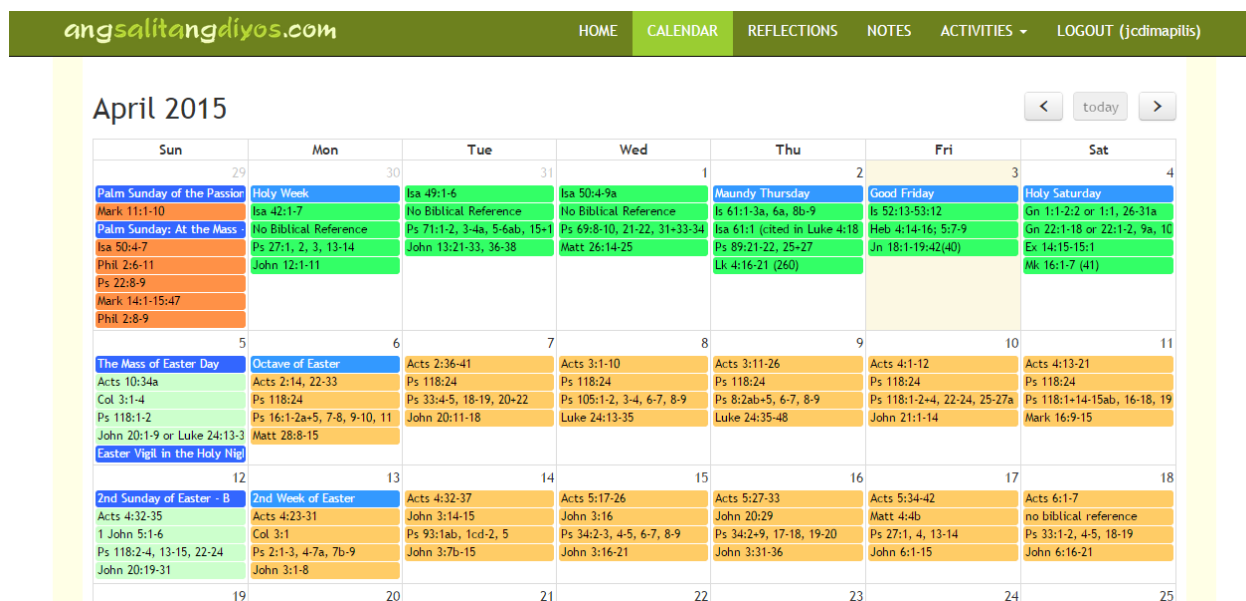 angsalitangdiyos.com
HOME CALENDAR REFLECTIONS NOTES ACTIVITIES LOGOUT (jcdimapilis)
April 2015
today
Sun Mon Tue Wed Thu Fri Sat
29 30 31 1 2 3 4
Palm Sunday of the Passion
Mark 11:1-10
Palm Sunday: At the Mass -
Isa 50:4-7
Phil 2:6-11
Ps 22:8-9
Mark 14:1-15:47
Phil 2:8-9
Holy Week
Isa 42:1-7
No Biblical Reference
Ps 27:1, 2, 3, 13-14
John 12:1-11
Isa 49:1-6
No Biblical Reference
Ps 71:1-2, 3-4a, 5-6ab, 15+1
John 13:21-33, 36-38
Isa 50:4-9a
No Biblical Reference
Ps 69:8-10, 21-22, 31+33-34
Matt 26:14-25
Maundy Thursday
Is 61:1-3a, 6a, 8b-9
Isa 61:1 (cited in Luke 4:18
Ps 89:21-22, 25+27
Lk 4:16-21 (260)
Good Friday
Is 52:13-53:12
Heb 4:14-16; 5:7-9
Jn 18:1-19:42(40)
Holy Saturday
Gn 1:1-2:2 or 1:1, 26-31a
Gn 22:1-18 or 22:1-2, 9a, 10
Ex 14:15-15:1
Mk 16:1-7 (41)
5 6 7 8 9 10 11
The Mass of Easter Day
Acts 10:34a
Col 3:1-4
Ps 118:1-2
John 20:1-9 or Luke 24:13-3
Easter Vigil in the Holy Nigl
Octave of Easter
Acts 2:14, 22-33
Ps 118:24
Ps 16:1-2a+5, 7-8, 9-10, 11
Matt 28:8-15
Acts 2:36-41
Ps 118:24
Ps 33:4-5, 18-19, 20+22
John 20:11-18
Acts 3:1-10
Ps 118:24
Ps 105:1-2, 3-4, 6-7, 8-9
Luke 24:13-35
Acts 3:11-26
Ps 118:24
Ps 8:2ab+5, 6-7, 8-9
Luke 24:35-48
Acts 4:1-12
Ps 118:24
Ps 118:1-2+4, 22-24, 25-27a
John 21:1-14
Acts 4:13-21
Ps 118:24
Ps 118:1+14-15ab, 16-18, 19
Mark 16:9-15
12 13 14 15 16 17 18
2nd Sunday of Easter - B
Acts 4:32-35
1 John 5:1-6
Ps 118:2-4, 13-15, 22-24
John 20:19-31
2nd Week of Easter
Acts 4:23-31
Col 3:1
Ps 2:1-3, 4-7a, 7b-9
John 3:1-8
Acts 4:32-37
John 3:14-15
Ps 93:1ab, 1cd-2, 5
John 3:7b-15
Acts 5:17-26
John 3:16
Ps 34:2-3, 4-5, 6-7, 8-9
John 3:16-21
Acts 5:27-33
John 20:29
Ps 34:2+9, 17-18, 19-20
John 3:31-36
Acts 5:34-42
Matt 4:4b
Ps 27:1, 4, 13-14
John 6:1-15
Acts 6:1-7
no biblical reference
Ps 33:1-2, 4-5, 18-19
John 6:16-21
19 20 21 22 23 24 25